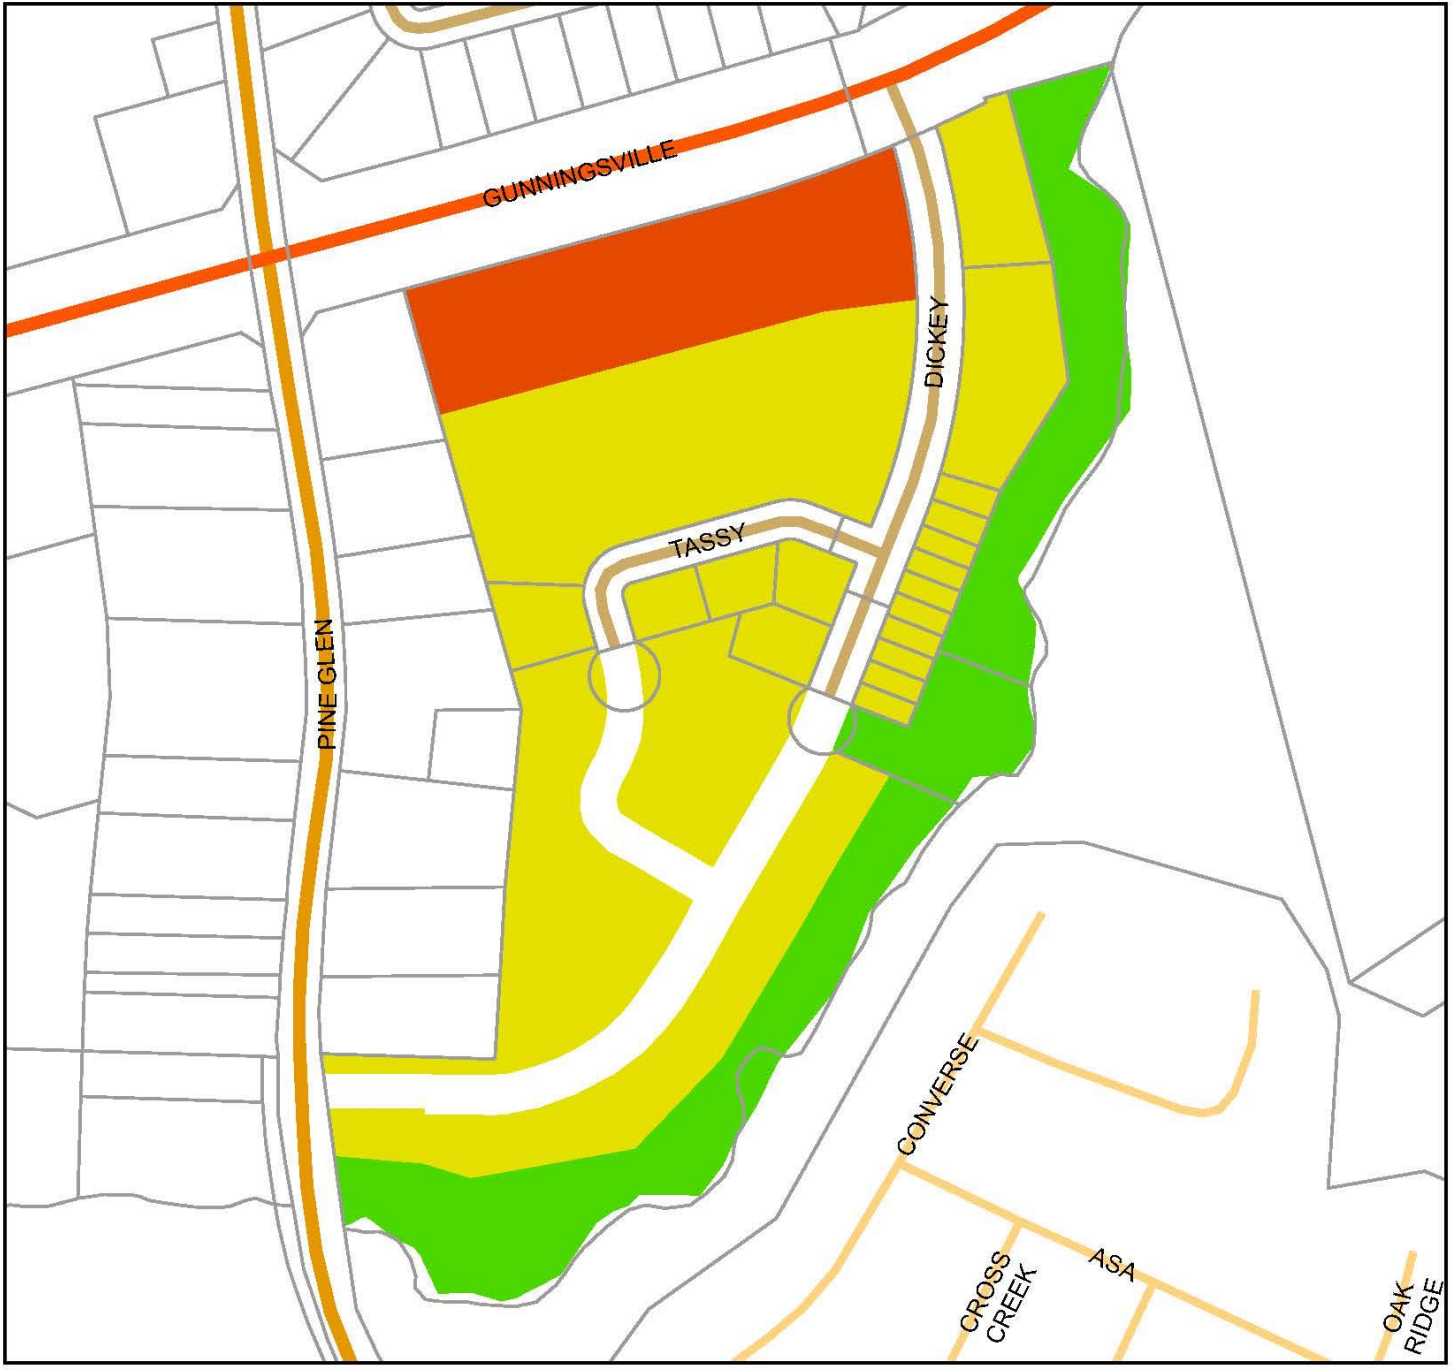 GUNNINGSVILLE
DICKEY
TASSY
PINE GLEN
CONVERSE
ASA
CROSS
CREEK
OAK
RIDGE